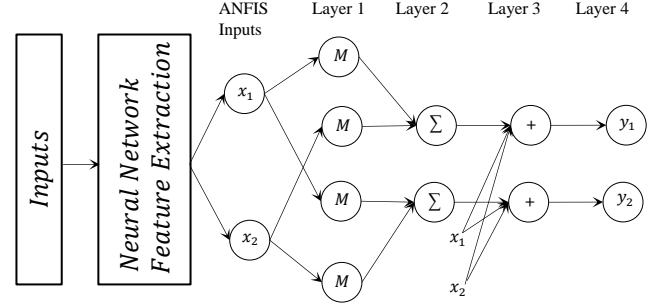 ANFIS Inputs
Layer 1
Layer 2
Layer 3
Layer 4
Inputs
Neural Network
Feature Extraction
x₁
x₂
M
M
M
M
Σ
Σ
+
+
y₁
y₂
x₁
x₂